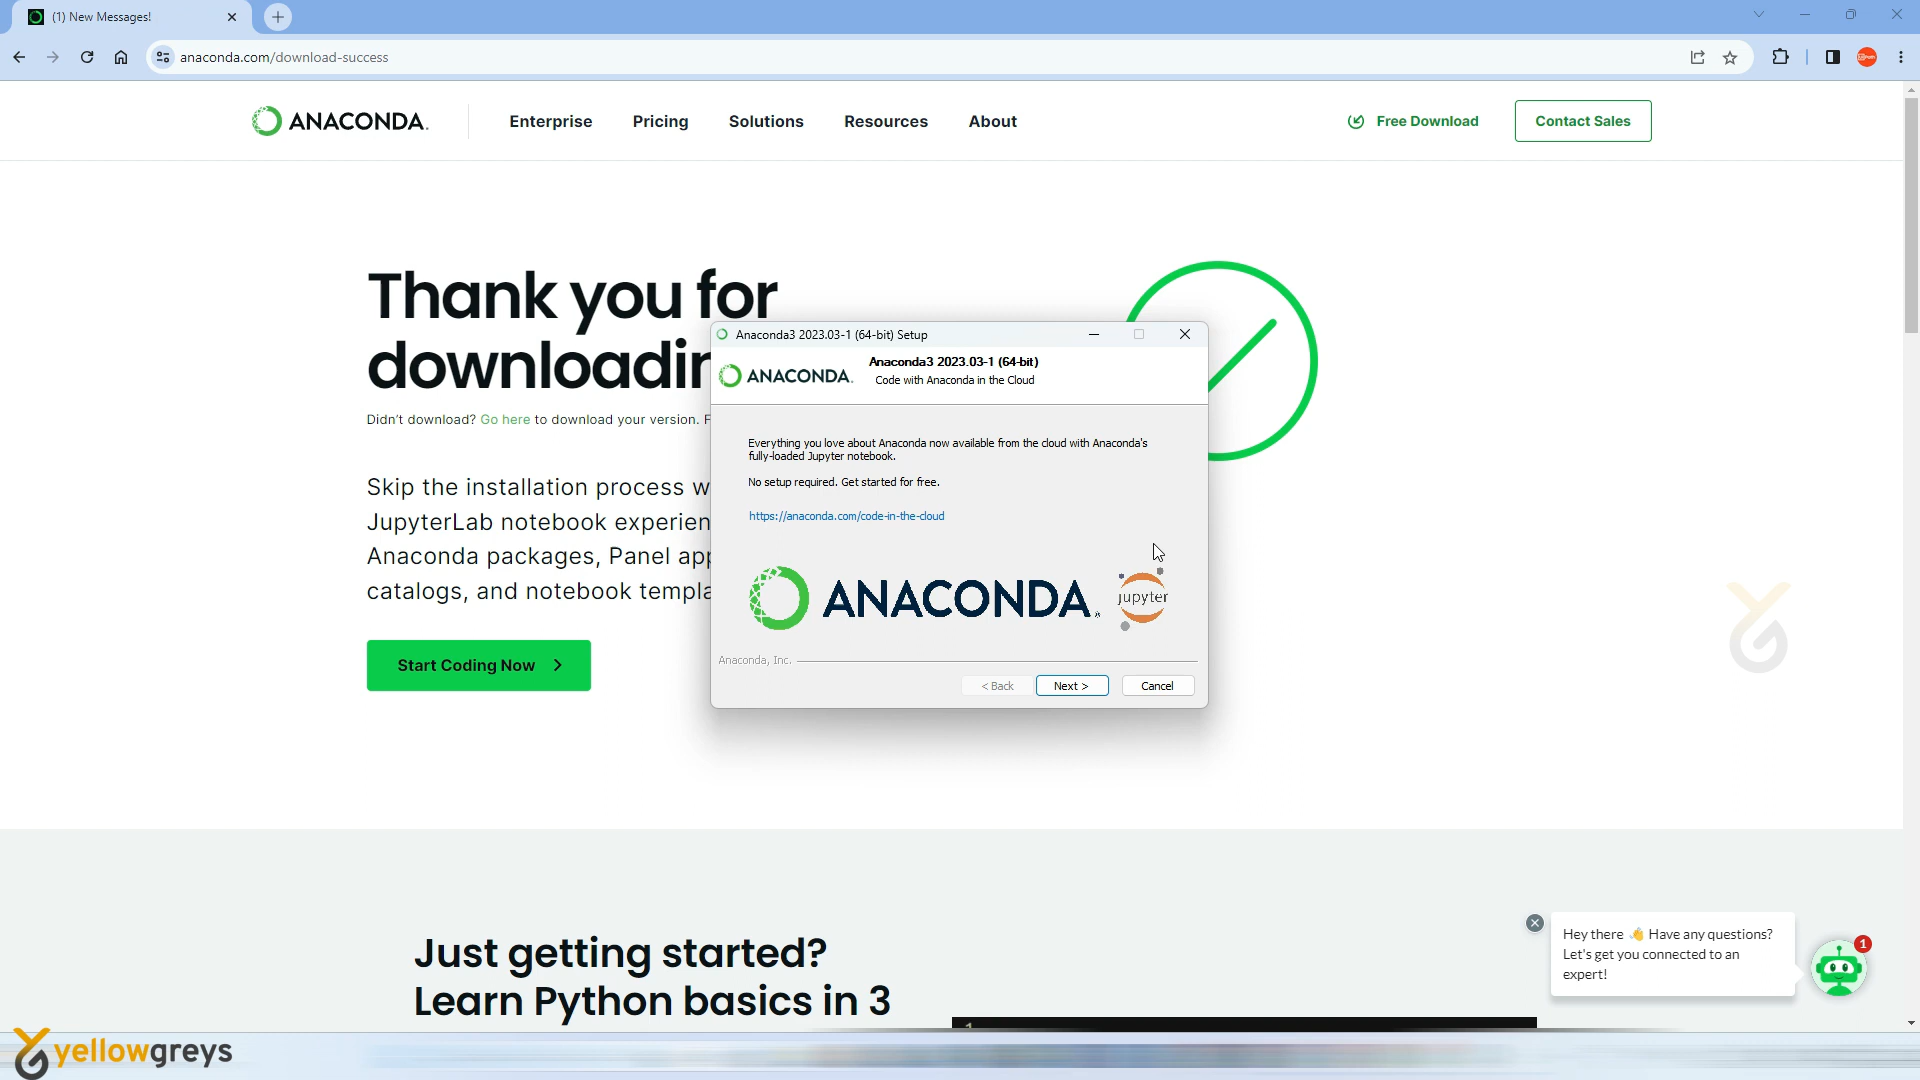 (1) New Messages!
anaconda.com/download-success
ANACONDA.
Enterprise
Pricing
Solutions
Resources
About
Free Download
Contact Sales
Thank you for
downloadin
Didn't download? Go here to download your version. F
Skip the installation process w
JupyterLab notebook experien
Anaconda packages, Panel app
catalogs, and notebook templa
Start Coding Now
Anaconda3 2023.03-1 (64-bit) Setup
ANACONDA.
Anaconda3 2023.03-1 (64-bit)
Code with Anaconda in the Cloud
Everything you love about Anaconda now available from the cloud with Anaconda's
fully-loaded Jupyter notebook.
No setup required. Get started for free.
https://anaconda.com/code-in-the-cloud
ANACONDA.
jupyter
Anaconda, Inc.
< Back
Next >
Cancel
Hey there 👋 Have any questions?
Let's get you connected to an
expert!
1
Just getting started?
Learn Python basics in 3
1
yellowgreys